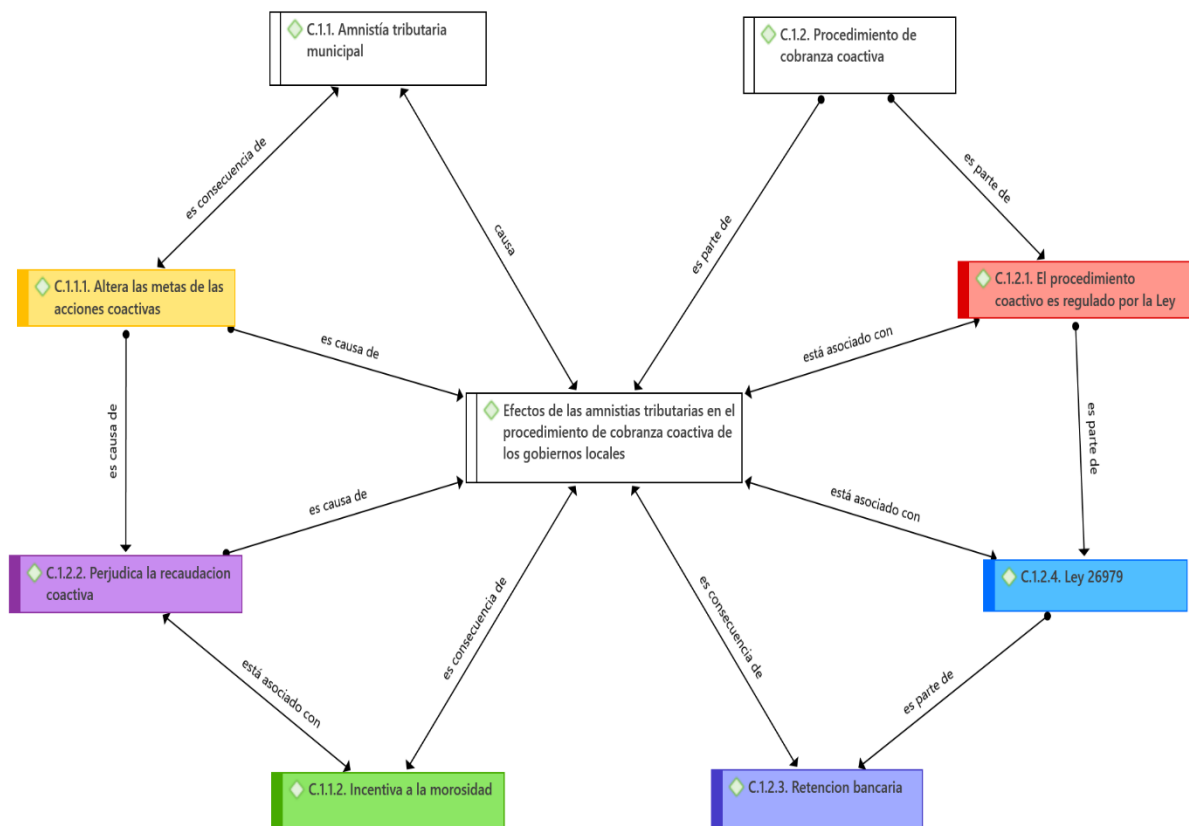 C.1.1. Amnistía tributaria
municipal
C.1.2. Procedimiento de
cobranza coactiva
es consecuencia de
causa
es parte de
es parte de
C.1.1.1. Altera las metas de las
acciones coactivas
C.1.2.1. El procedimiento
coactivo es regulado por la Ley
es causa de
está asociado con
Efectos de las amnistias tributarias en el
procedimiento de cobranza coactiva de
los gobiernos locales
es causa de
es parte de
es causa de
está asociado con
C.1.2.2. Perjudica la recaudacion
coactiva
C.1.2.4. Ley 26979
es consecuencia de
es consecuencia de
está asociado con
es parte de
C.1.1.2. Incentiva a la morosidad
C.1.2.3. Retencion bancaria